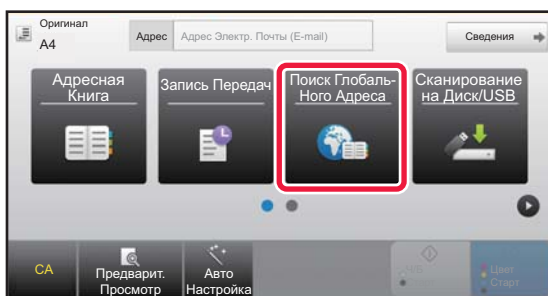 Оригинал
A4
Адрес
Адрес Электр. Почты (E-mail)
Сведения
Адресная
Книга
Запись Передач
Поиск Глобаль-
Ного Адреса
Сканирование
на Диск/USB
CA
Предварит.
Просмотр
Авто
Настройка
Ч/Б
Старт
Цвет
Старт